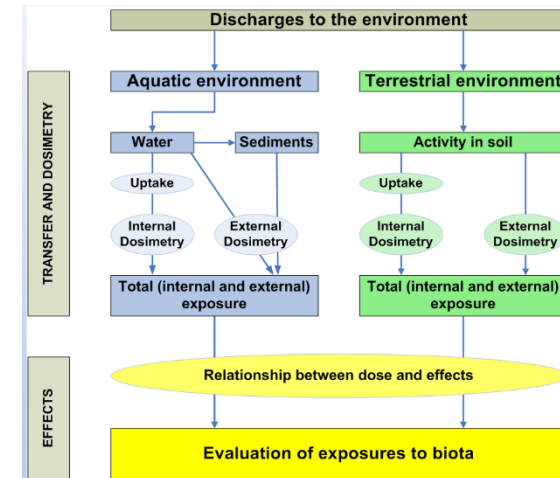 Discharges to the environment
TRANSFER AND DOSIMETRY
Aquatic environment
Terrestrial environment
Water
Sediments
Activity in soil
Uptake
Uptake
Internal
Dosimetry
External
Dosimetry
Internal
Dosimetry
External
Dosimetry
Total (internal and external)
exposure
Total (internal and external)
exposure
EFFECTS
Relationship between dose and effects
Evaluation of exposures to biota